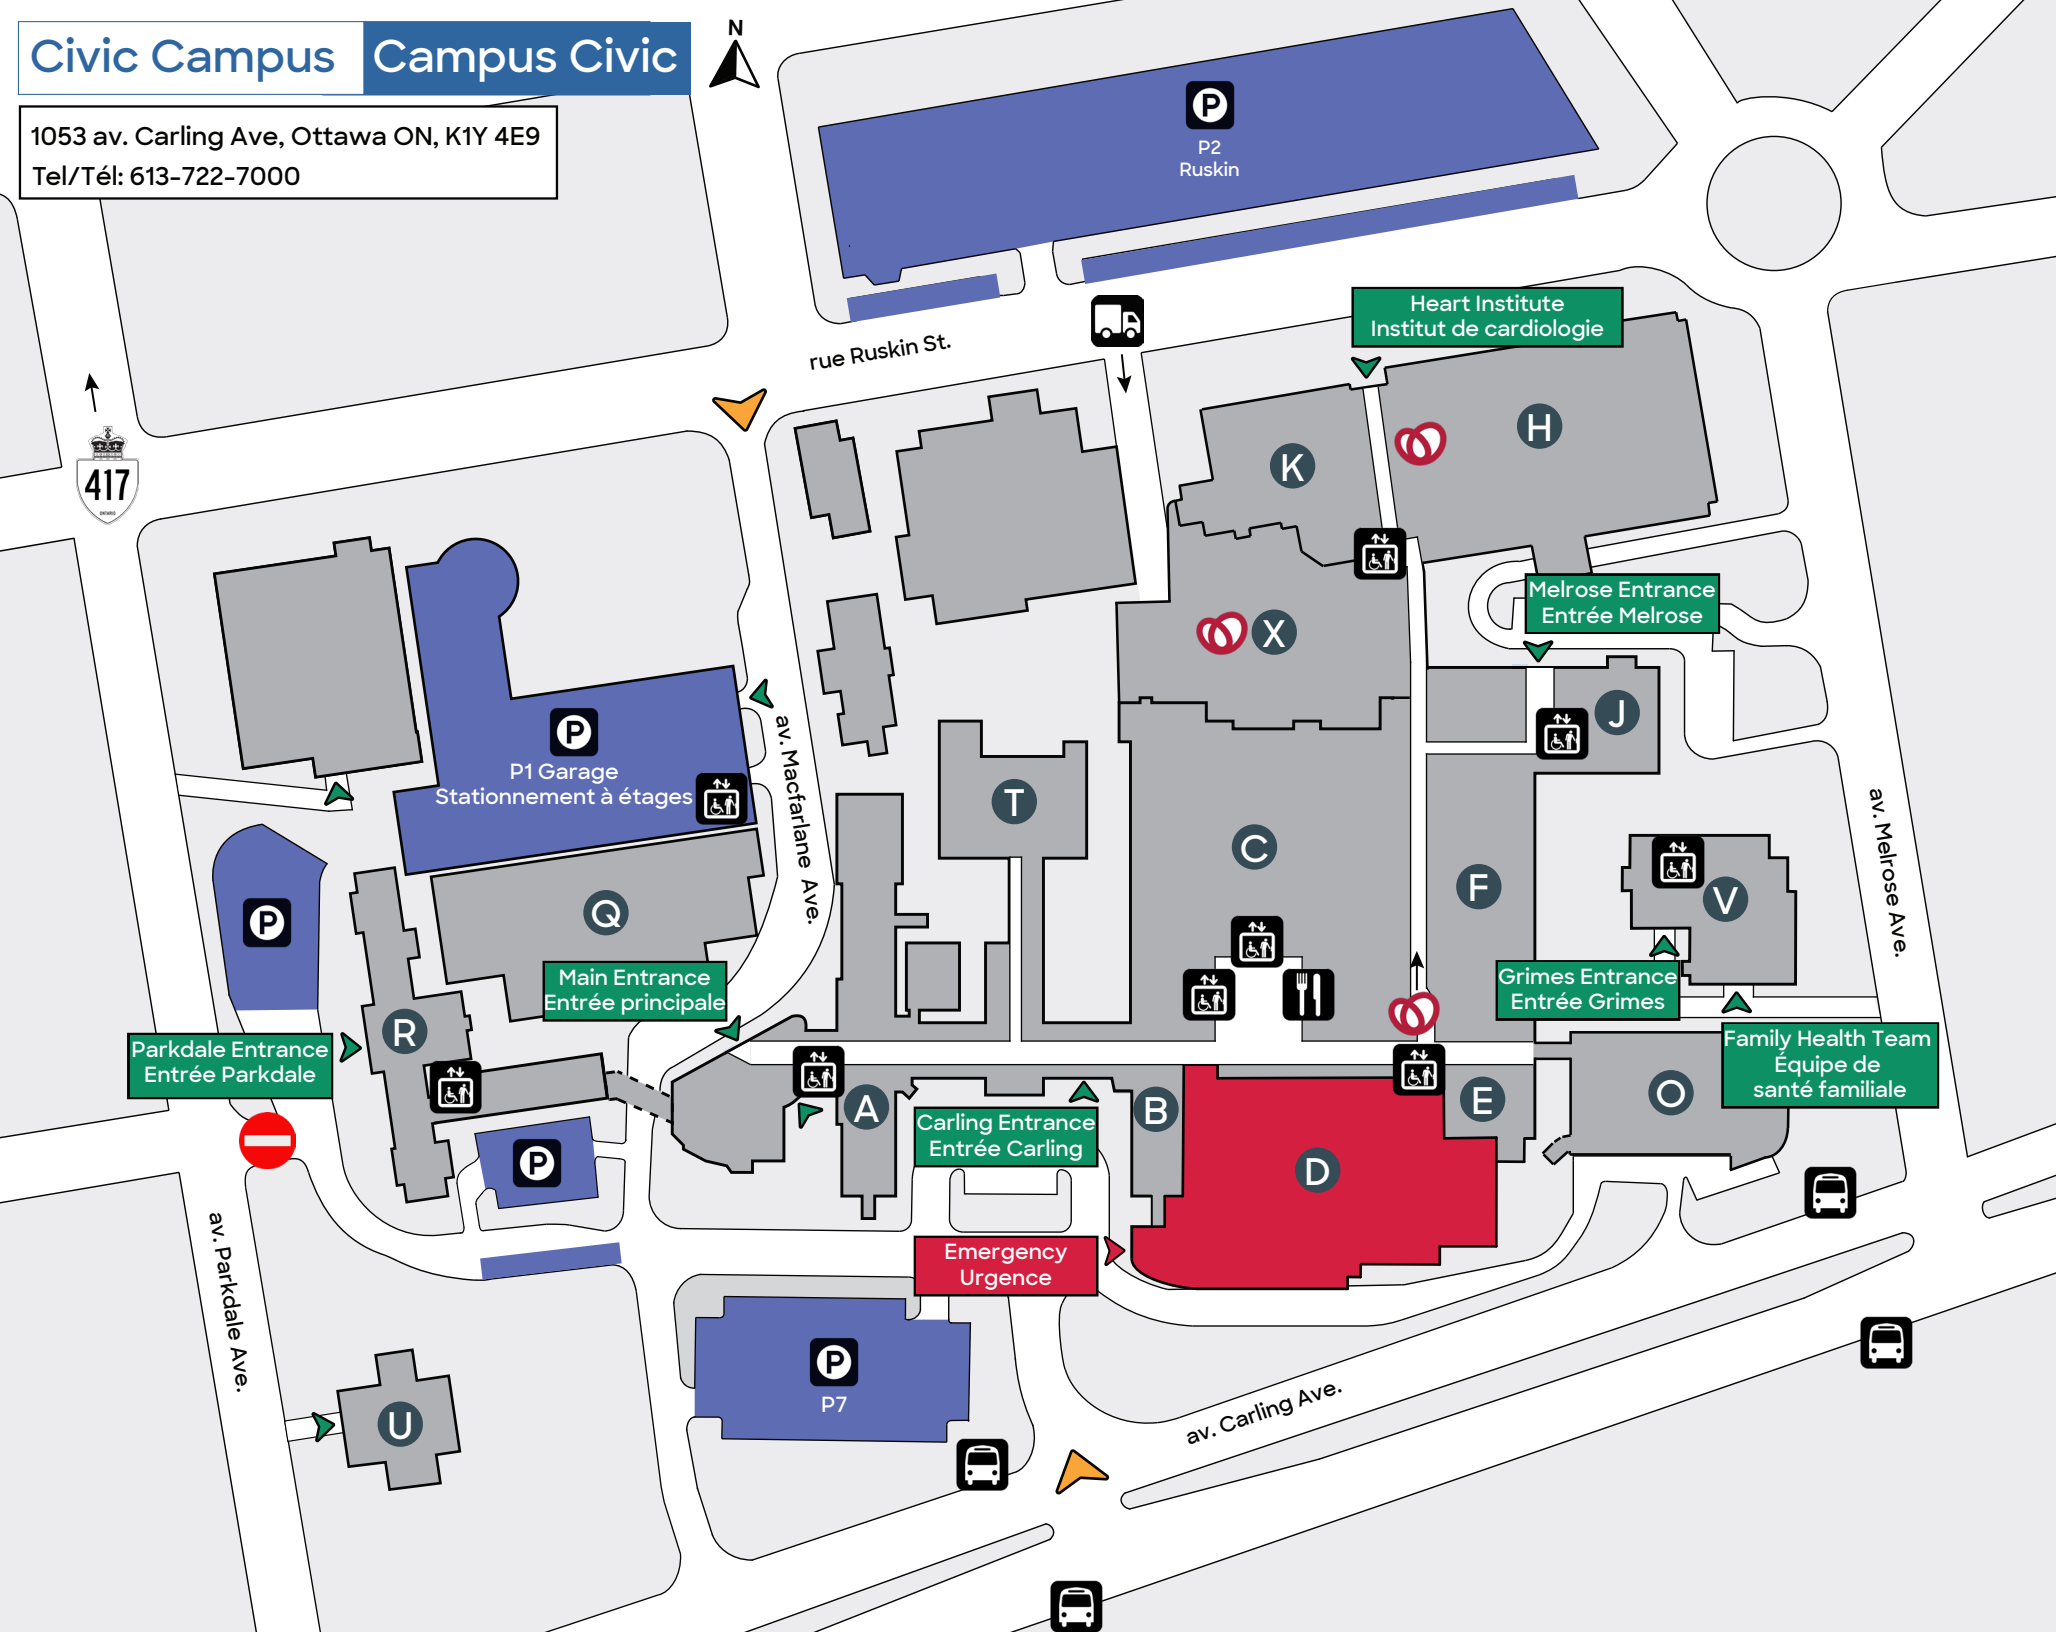 Civic Campus
Campus Civic
N
1053 av. Carling Ave, Ottawa ON, K1Y 4E9
Tel/Tél: 613-722-7000
P
P2
Ruskin
Heart Institute
Institut de cardiologie
rue Ruskin St.
417
ONTARIO
K
H
Melrose Entrance
Entrée Melrose
X
J
P
P1 Garage
Stationnement à étages
av. Macfarlane Ave.
T
C
F
V
av. Melrose Ave.
Q
P
Main Entrance
Entrée principale
Grimes Entrance
Entrée Grimes
R
Parkdale Entrance
Entrée Parkdale
Family Health Team
Équipe de
santé familiale
A
B
E
O
Carling Entrance
Entrée Carling
P
D
Emergency
Urgence
av. Parkdale Ave.
P
P7
U
av. Carling Ave.